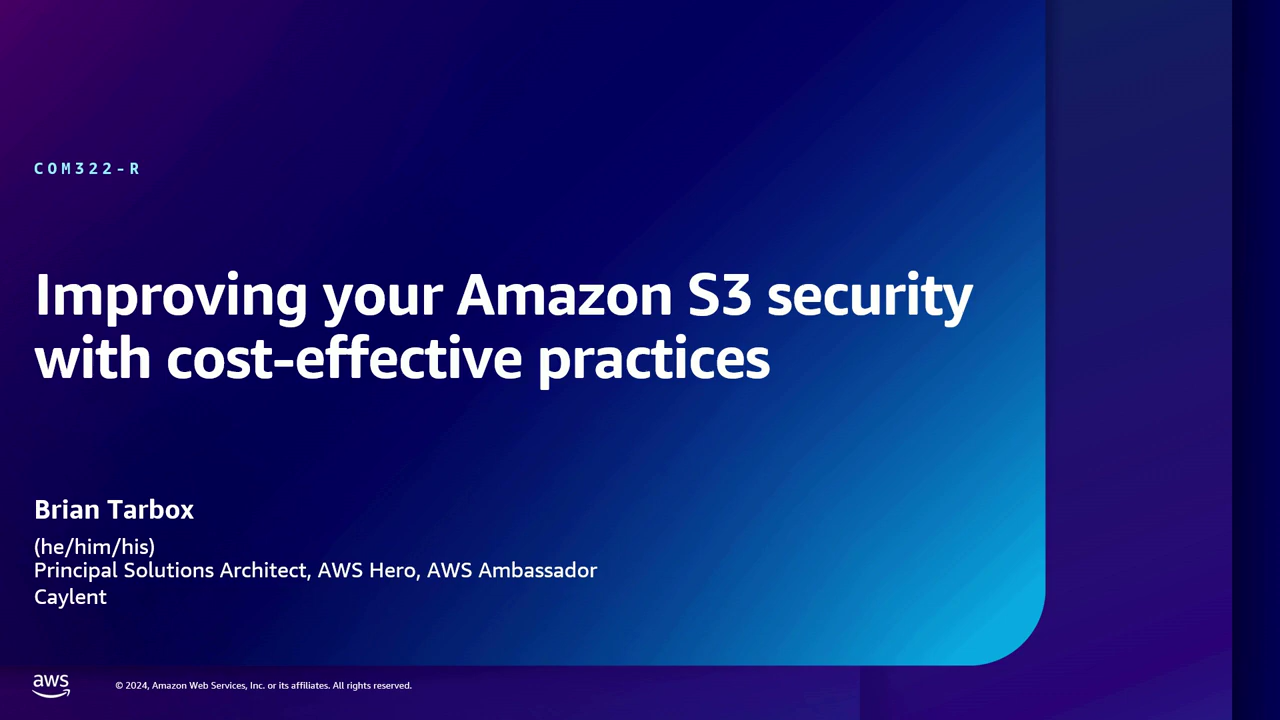 COM322-R
Improving your Amazon S3 security
with cost-effective practices
Brian Tarbox
(he/him/his)
Principal Solutions Architect, AWS Hero, AWS Ambassador
Caylent
aws
© 2024, Amazon Web Services, Inc. or its affiliates. All rights reserved.